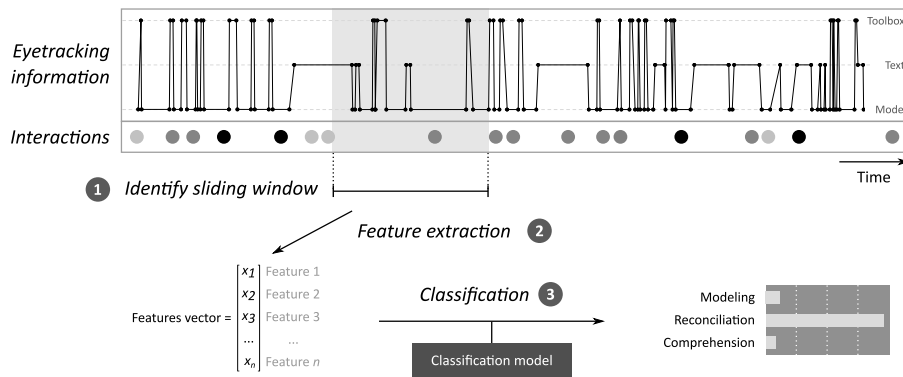 Toolbox
Eyetracking
information
Text
Model
Interactions
Time
1 Identify sliding window
Feature extraction 2
x1 Feature 1
x2 Feature 2
Features vector = x3 Feature 3
... ...
xn Feature n
Classification 3
Classification model
Modeling
Reconciliation
Comprehension